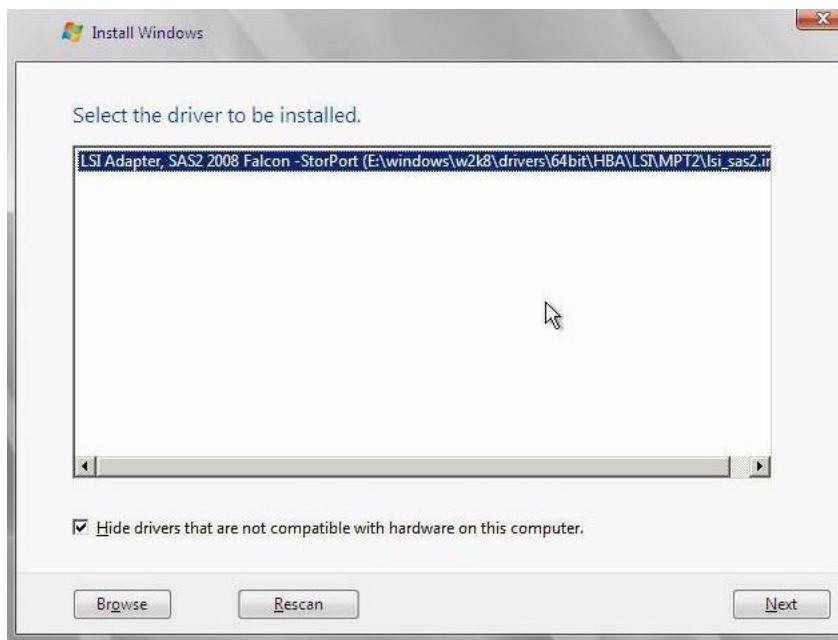 Install Windows
Select the driver to be installed.
LSI Adapter, SAS2 2008 Falcon -StorPort (E:\windows\w2k8\drivers\64bit\HBA\LSI\MPT2\lsi_sas2.in
Hide drivers that are not compatible with hardware on this computer.
Browse
Rescan
Next